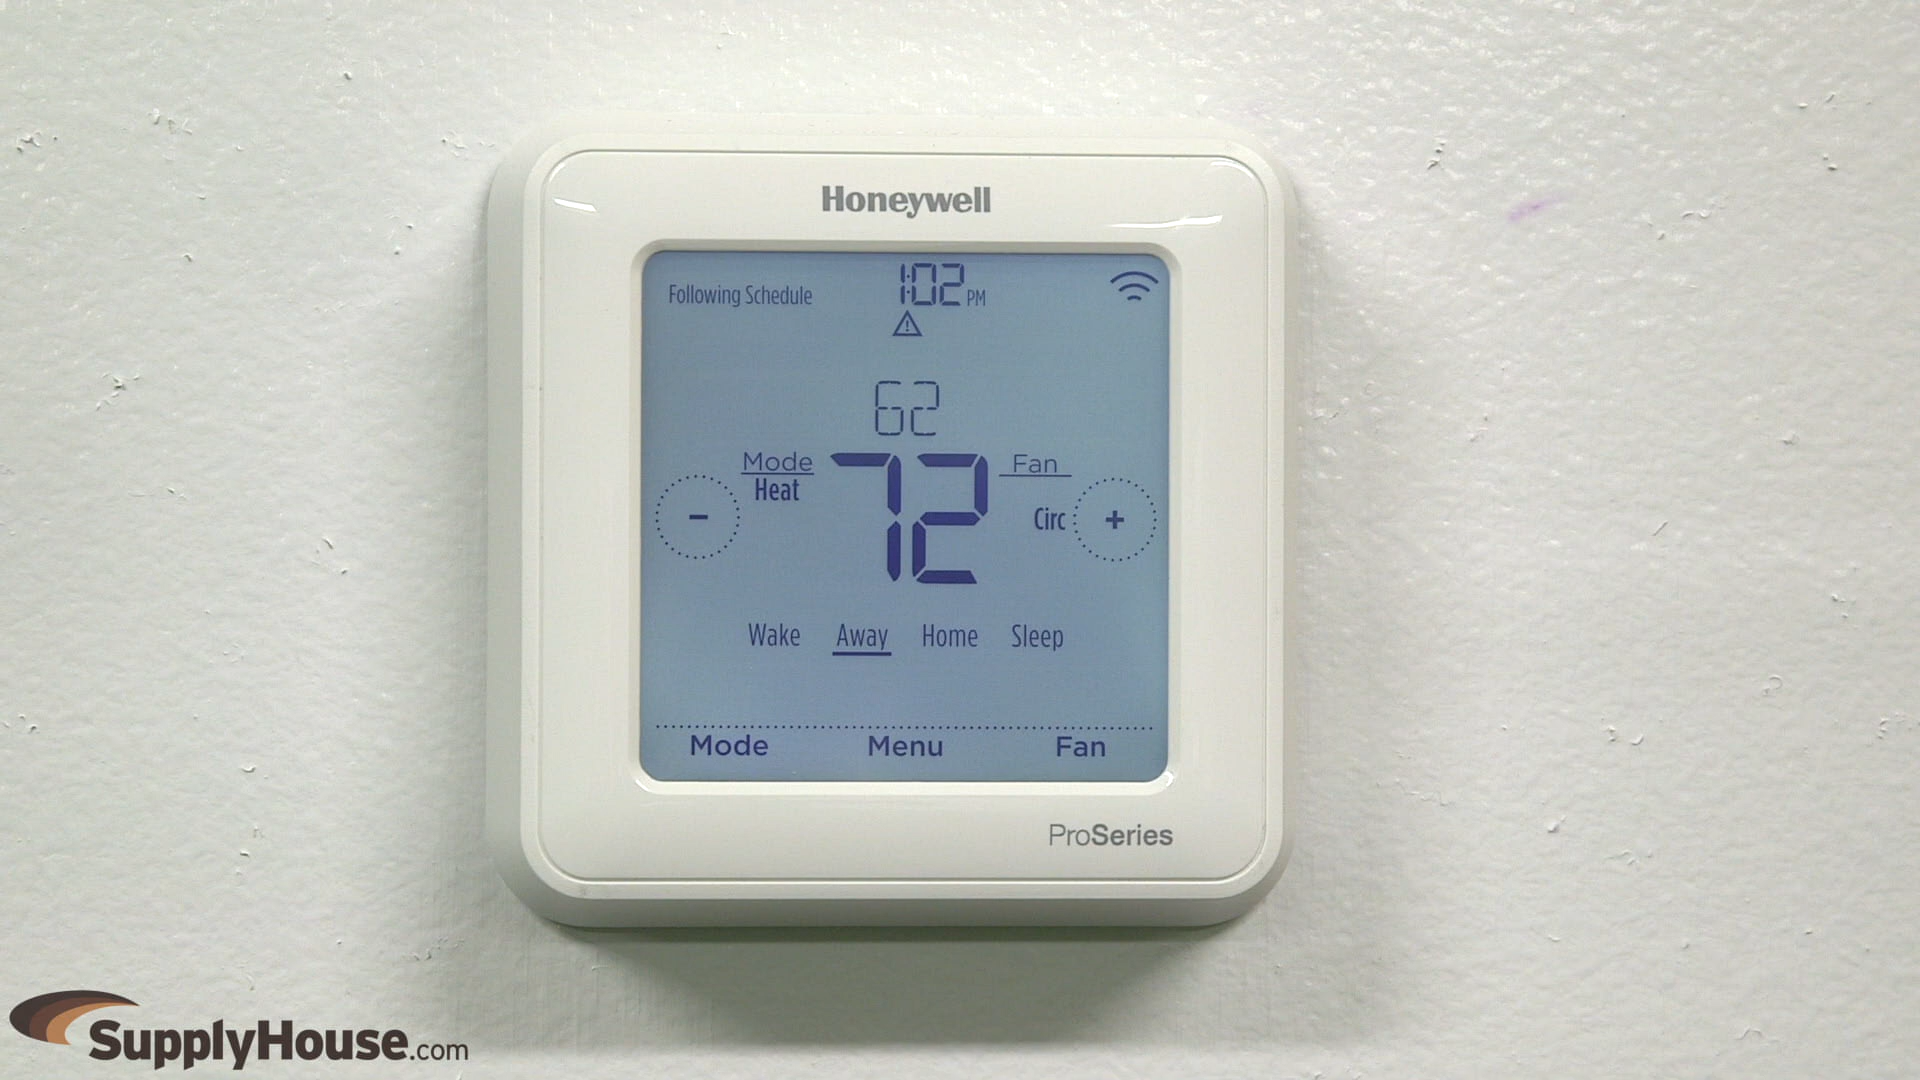 Honeywell
Following Schedule 1:02 PM
62
Mode 72 Fan
Heat
- Circ +
Wake Away Home Sleep
Mode Menu Fan
ProSeries
SupplyHouse.com